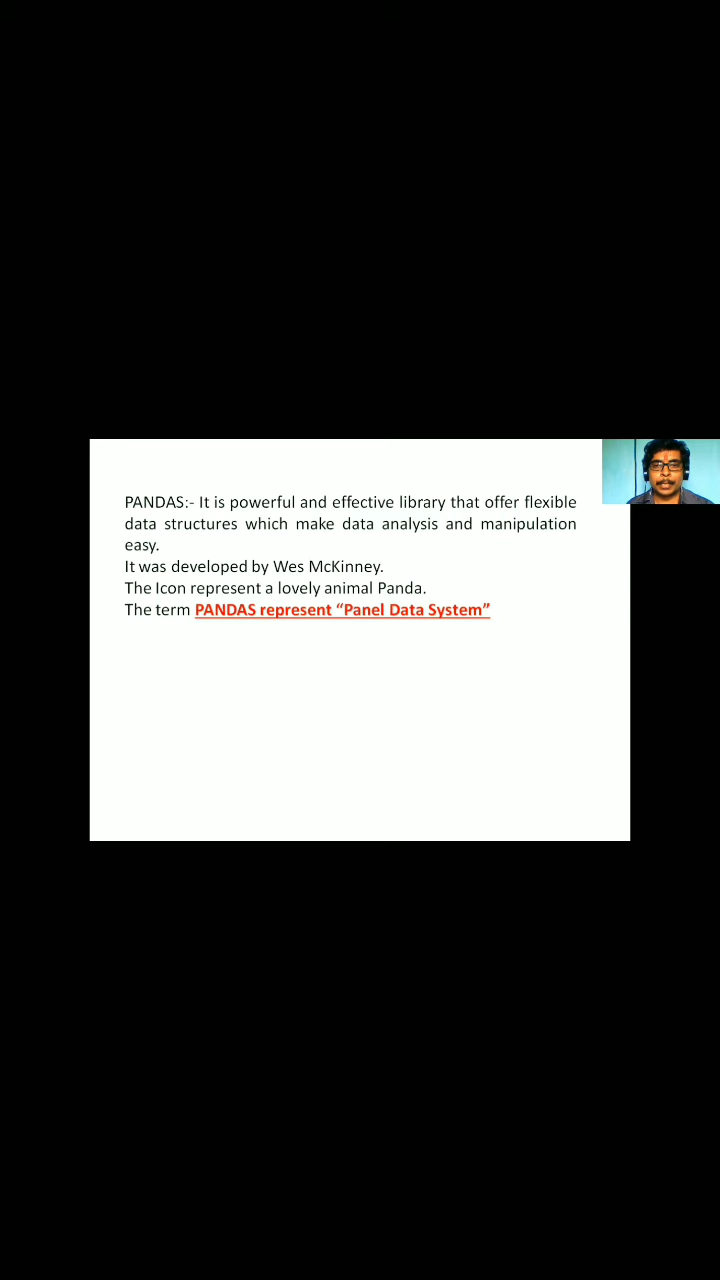 PANDAS:- It is powerful and effective library that offer flexible
data structures which make data analysis and manipulation
easy.
It was developed by Wes McKinney.
The Icon represent a lovely animal Panda.
The term PANDAS represent “Panel Data System”